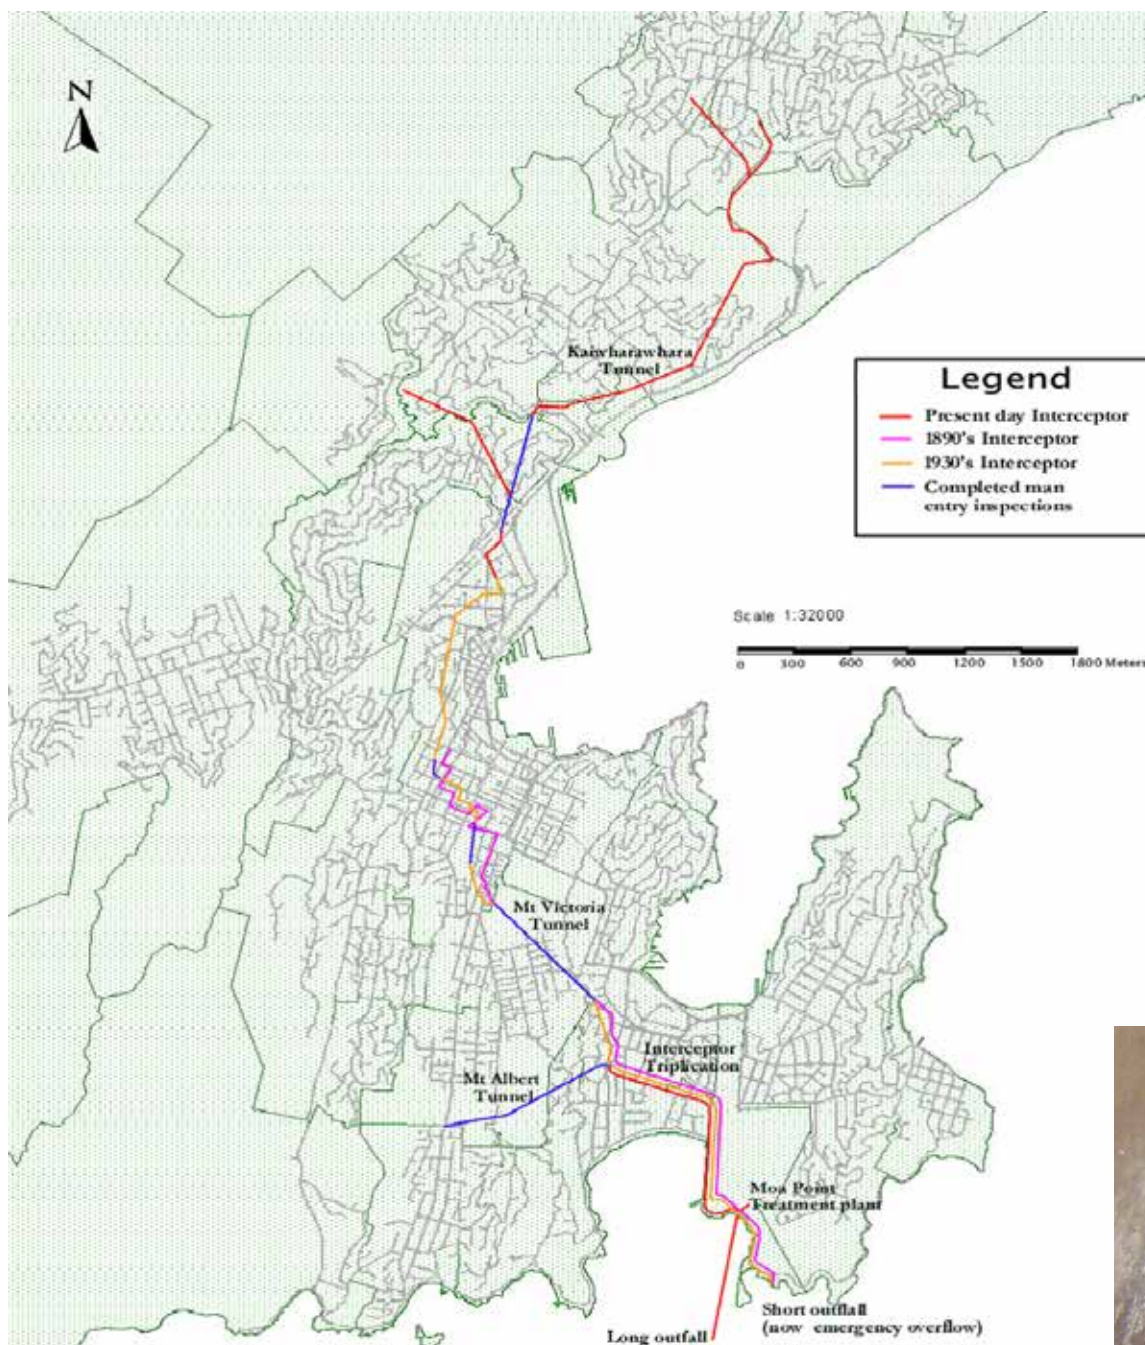 N
Kaiwharawhara
Tunnel
Legend
Present day Interceptor
1890's Interceptor
1930's Interceptor
Completed man
entry inspections
Scale 1:32000
0 300 600 900 1200 1500 1800 Meters
Mt Victoria
Tunnel
Interceptor
Triplication
Mt Albert
Tunnel
Moa Point
Treatment plant
Short outflall
(now emergency overflow)
Long outfall